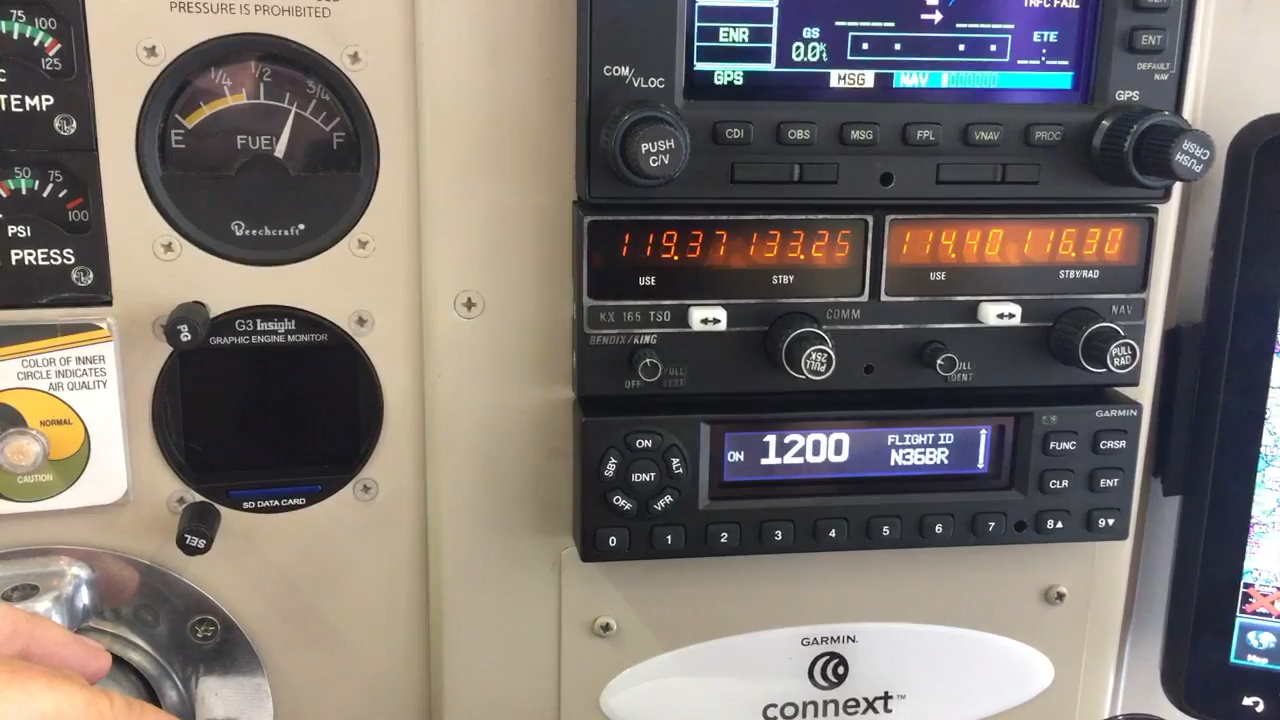 PRESSURE IS PROHIBITED
75 100
125
TEMP
50 75
100
PSI
PRESS
1/4 1/2 3/4
E FUEL F
Beechcraft
COLOR OF INNER
CIRCLE INDICATES
AIR QUALITY
NORMAL
CAUTION
PG
G3 Insight
GRAPHIC ENGINE MONITOR
SD DATA CARD
SEL
TRFC FAIL
ENR
GS
0.0
ETE
GPS MSG NAV
COM
/VLOC
PUSH
C/V
ENT
DEFAULT
NAV
GPS
PUSH
CRSR
CDI OBS MSG FPL VNAV PROC
119.37 133.25
USE STBY
114.40 116.30
USE STBY/RAD
KX 165 TSO COMM NAV
BENDIX/KING
OFF PULL
PULL
25K
PULL
IDENT
PULL
RAD
GARMIN
ON
SBY IDNT ALT
OFF VFR
ON 1200 FLIGHT ID
N36BR
FUNC CRSR
CLR ENT
0 1 2 3 4 5 6 7 8▲ 9▼
GARMIN.
connext™
Map